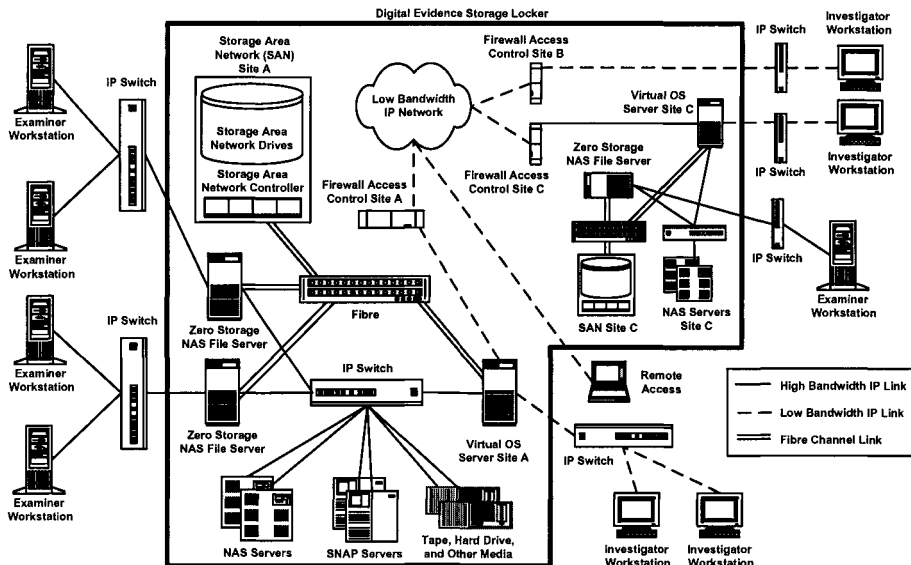 Digital Evidence Storage Locker
Examiner
Workstation
IP Switch
Examiner
Workstation
Examiner
Workstation
IP Switch
Examiner
Workstation
Storage Area
Network (SAN)
Site A
Storage Area
Network Drives
Storage Area
Network Controller
Low Bandwidth
IP Network
Firewall Access
Control Site B
Firewall Access
Control Site C
Firewall Access
Control Site A
Virtual OS
Server Site C
Zero Storage
NAS File Server
SAN Site C
NAS Servers
Site C
IP Switch
Investigator
Workstation
IP Switch
Investigator
Workstation
IP Switch
Examiner
Workstation
Zero Storage
NAS File Server
Fibre
Zero Storage
NAS File Server
IP Switch
Virtual OS
Server Site A
NAS Servers
SNAP Servers
Tape, Hard Drive,
and Other Media
Remote
Access
IP Switch
Investigator
Workstation
Investigator
Workstation
High Bandwidth IP Link
Low Bandwidth IP Link
Fibre Channel Link